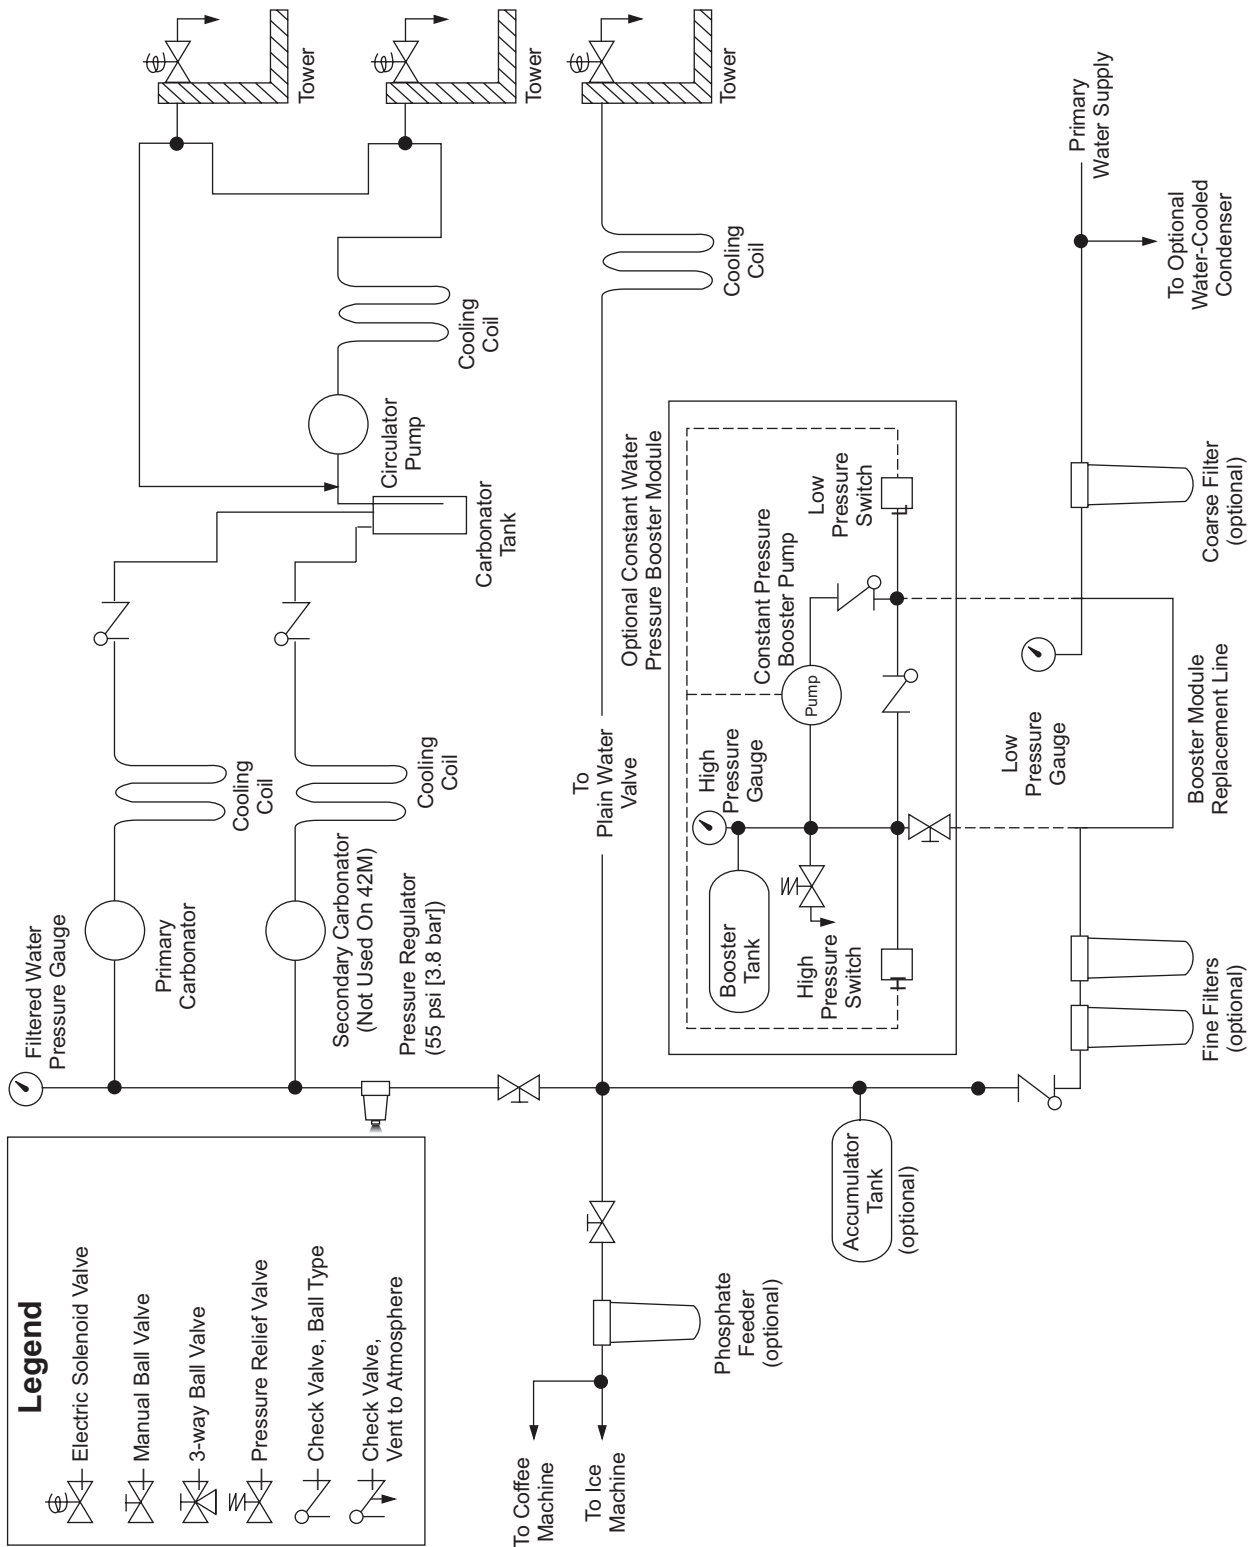 Legend
Electric Solenoid Valve
Manual Ball Valve
3-way Ball Valve
Pressure Relief Valve
Check Valve, Ball Type
Check Valve,
Vent to Atmosphere
Filtered Water
Pressure Gauge
Primary
Carbonator
Cooling
Coil
Secondary Carbonator
(Not Used On 42M)
Cooling
Coil
Pressure Regulator
(55 psi [3.8 bar])
Carbonator
Tank
Circulator
Pump
Cooling
Coil
Tower
Tower
Tower
To
Plain Water
Valve
Cooling
Coil
To Coffee
Machine
To Ice
Machine
Phosphate
Feeder
(optional)
Accumulator
Tank
(optional)
Optional Constant Water
Pressure Booster Module
High
Pressure
Gauge
Booster
Tank
High
Pressure
Switch
H
Constant Pressure
Booster Pump
Pump
Low
Pressure
Switch
L
Low
Pressure
Gauge
Fine Filters
(optional)
Booster Module
Replacement Line
Coarse Filter
(optional)
To Optional
Water-Cooled
Condenser
Primary
Water Supply